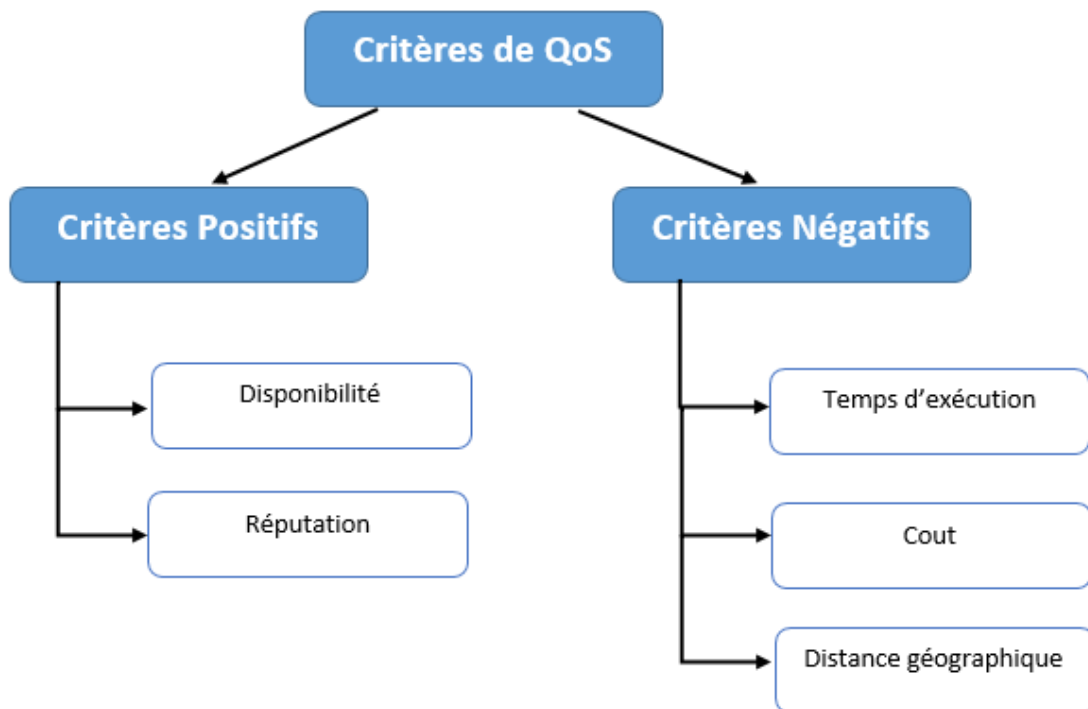 Critères de QoS
Critères Positifs
Critères Négatifs
Disponibilité
Réputation
Temps d’exécution
Cout
Distance géographique